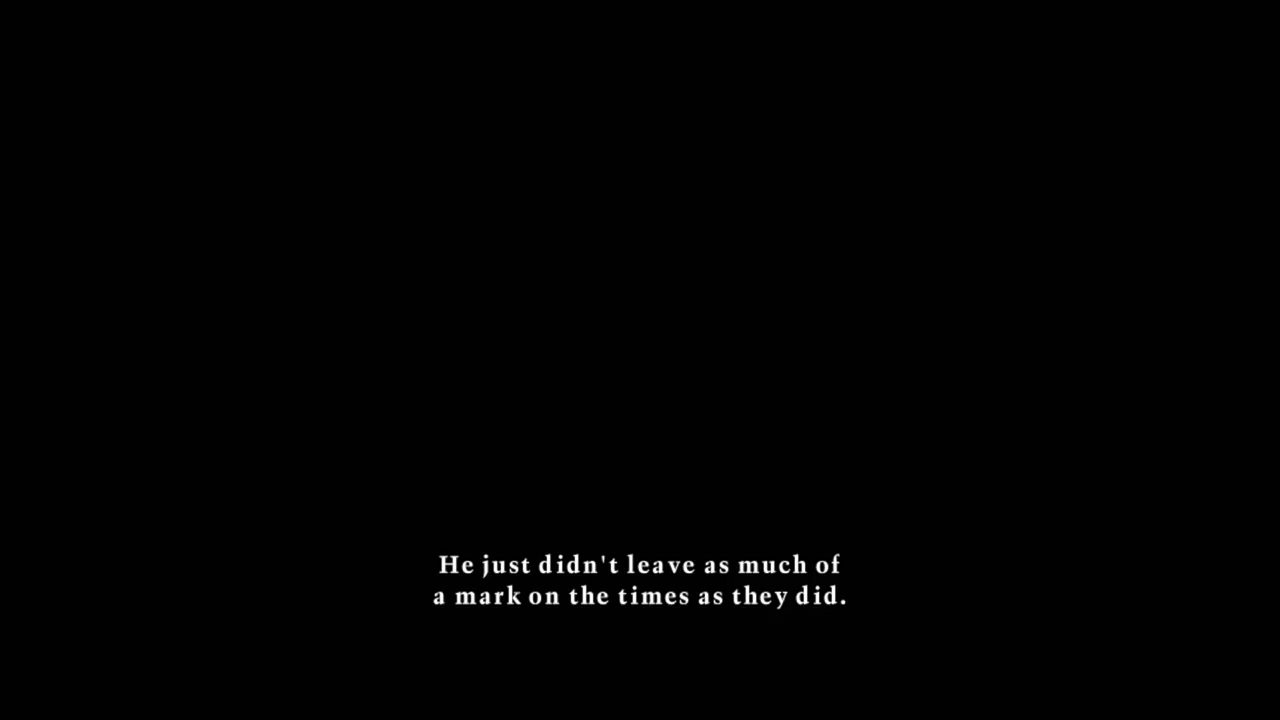 He just didn't leave as much of
a mark on the times as they did.